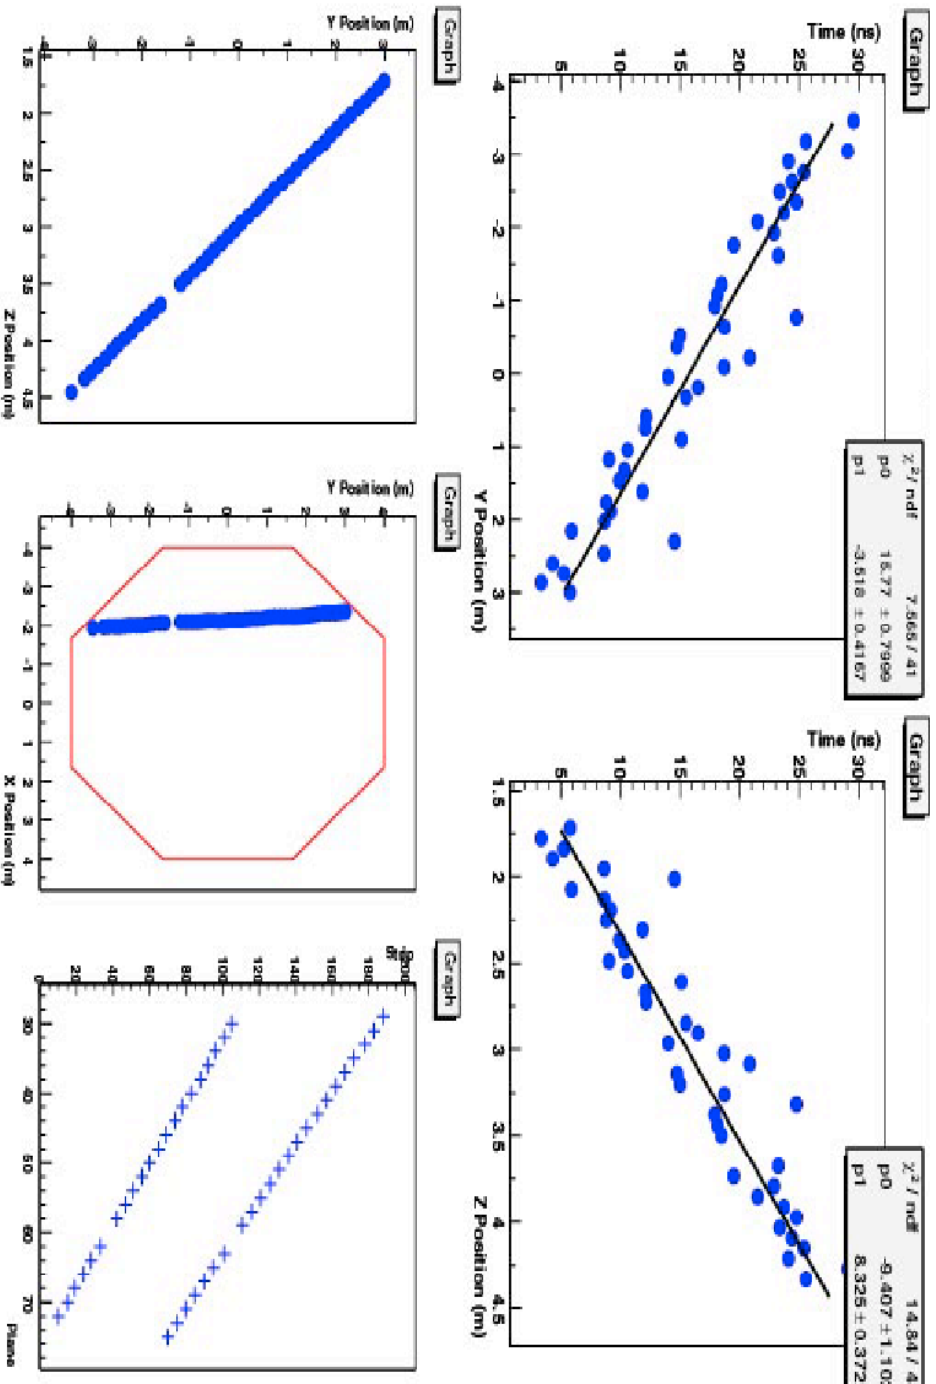 Graph
χ² / ndf 7.565 / 41
p0 15.77 ± 0.7999
p1 -3.518 ± 0.4167
Time (ns)
30
25
20
15
10
5
-4 -3 -2 -1 0 1 2 3
Y Position (m)
Graph
χ² / ndf 14.84 / 4
p0 -9.407 ± 1.10
p1 8.325 ± 0.372
Time (ns)
30
25
20
15
10
5
1.5 2 2.5 3 3.5 4 4.5
Z Position (m)
Graph
Y Position (m)
3
2
1
0
-1
-2
-3
-4
1.5 2 2.5 3 3.5 4 4.5
Z Position (m)
Graph
Y Position (m)
4
3
2
1
0
-1
-2
-3
-4
-4 -3 -2 -1 0 1 2 3 4
X Position (m)
Graph
Strip
200
180
160
140
120
100
80
60
40
20
0
30 40 50 60 70
Plane